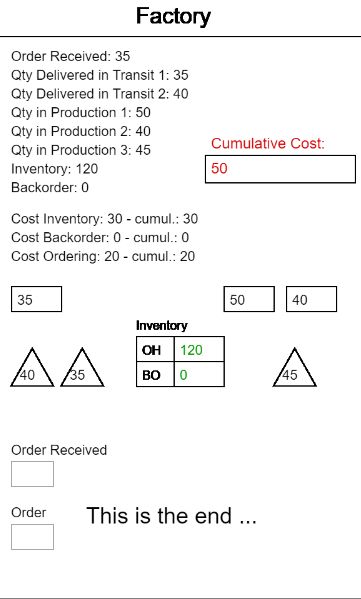 Factory
Order Received: 35
Qty Delivered in Transit 1: 35
Qty Delivered in Transit 2: 40
Qty in Production 1: 50
Qty in Production 2: 40
Qty in Production 3: 45
Cumulative Cost:
Inventory: 120
50
Backorder: 0
Cost Inventory: 30 - cumul.: 30
Cost Backorder: 0 - cumul.: 0
Cost Ordering: 20 - cumul.: 20
35 50 40
Inventory
OH 120
40 35 45
BO 0
Order Received
Order
This is the end ...